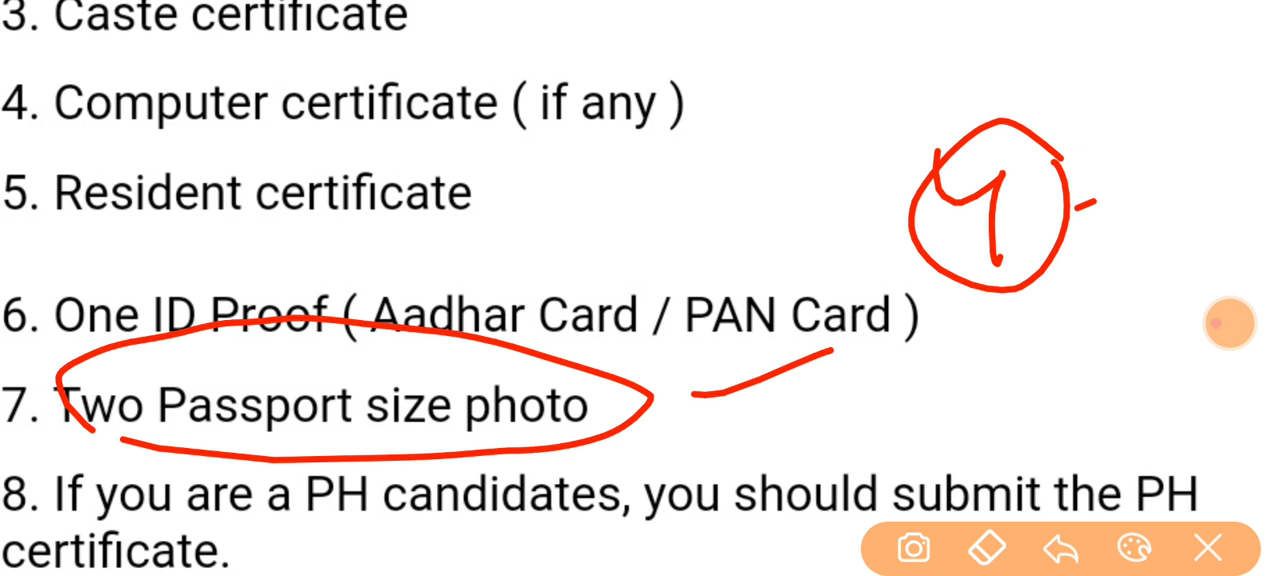 3. Caste certificate
4. Computer certificate ( if any )
5. Resident certificate
6. One ID Proof ( Aadhar Card / PAN Card )
7. Two Passport size photo
8. If you are a PH candidates, you should submit the PH
certificate.